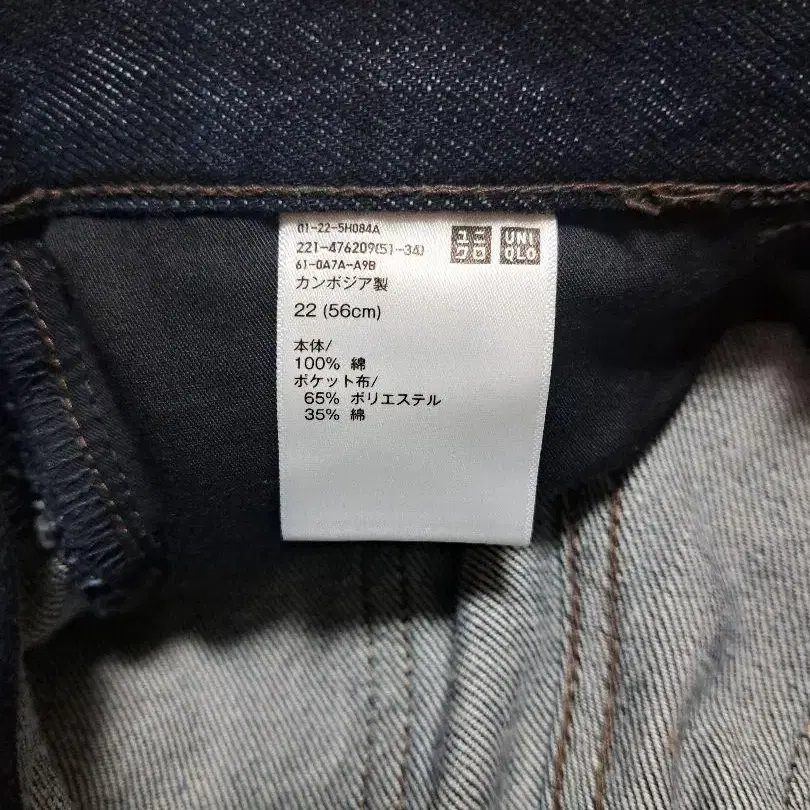 01-22-5H084A
221-476209(51-34)
61-0A7A-A9B
ユニ
クロ
UNI
QLO
カンボジア製
22 (56cm)
本体/
100% 綿
ポケット布/
65% ポリエステル
35% 綿